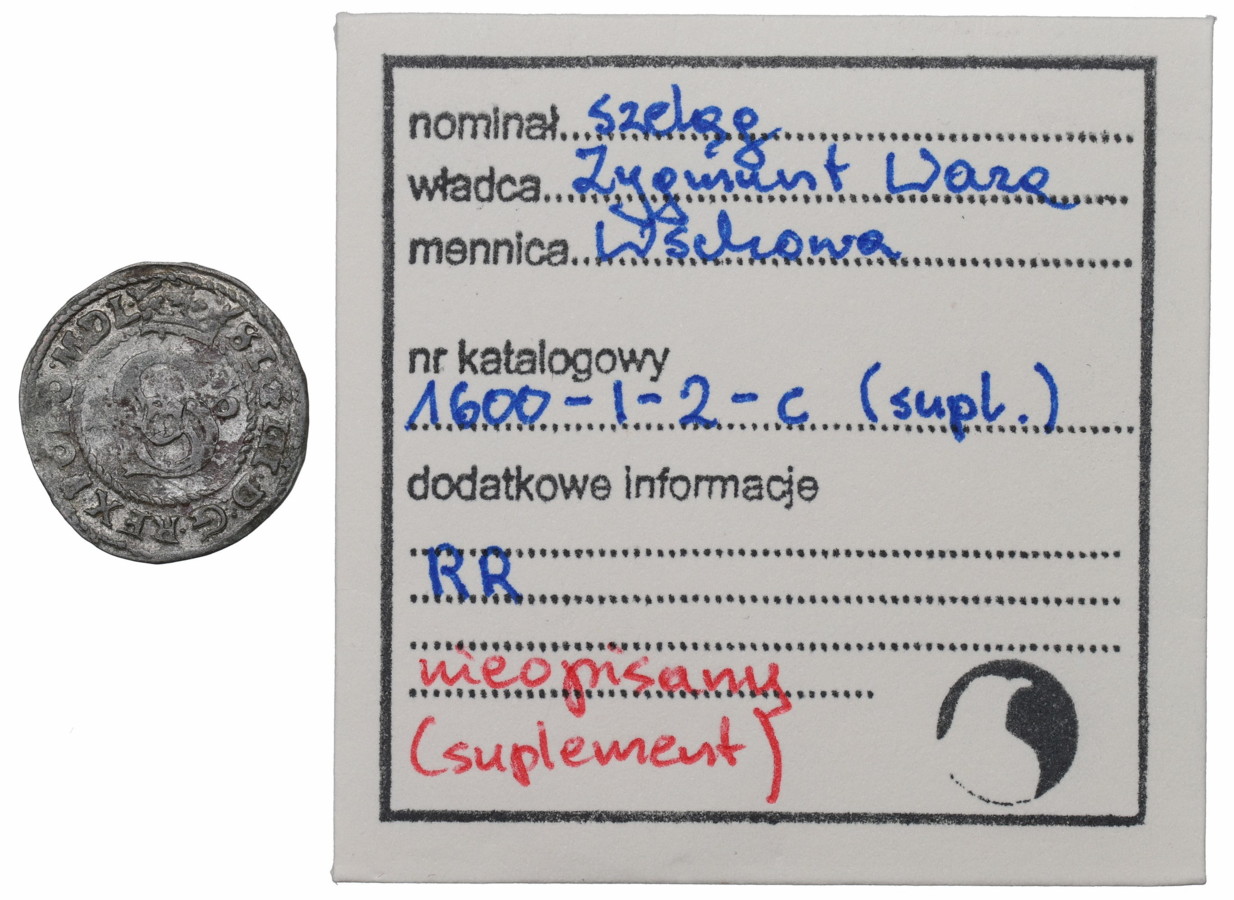 nominał.. szeląg
władca.. Zygmunt Waza
mennica.. Wschowa
nr katalogowy
1600-1-2-c (supl.)
dodatkowe informacje
RR
nieopisany
(suplement)